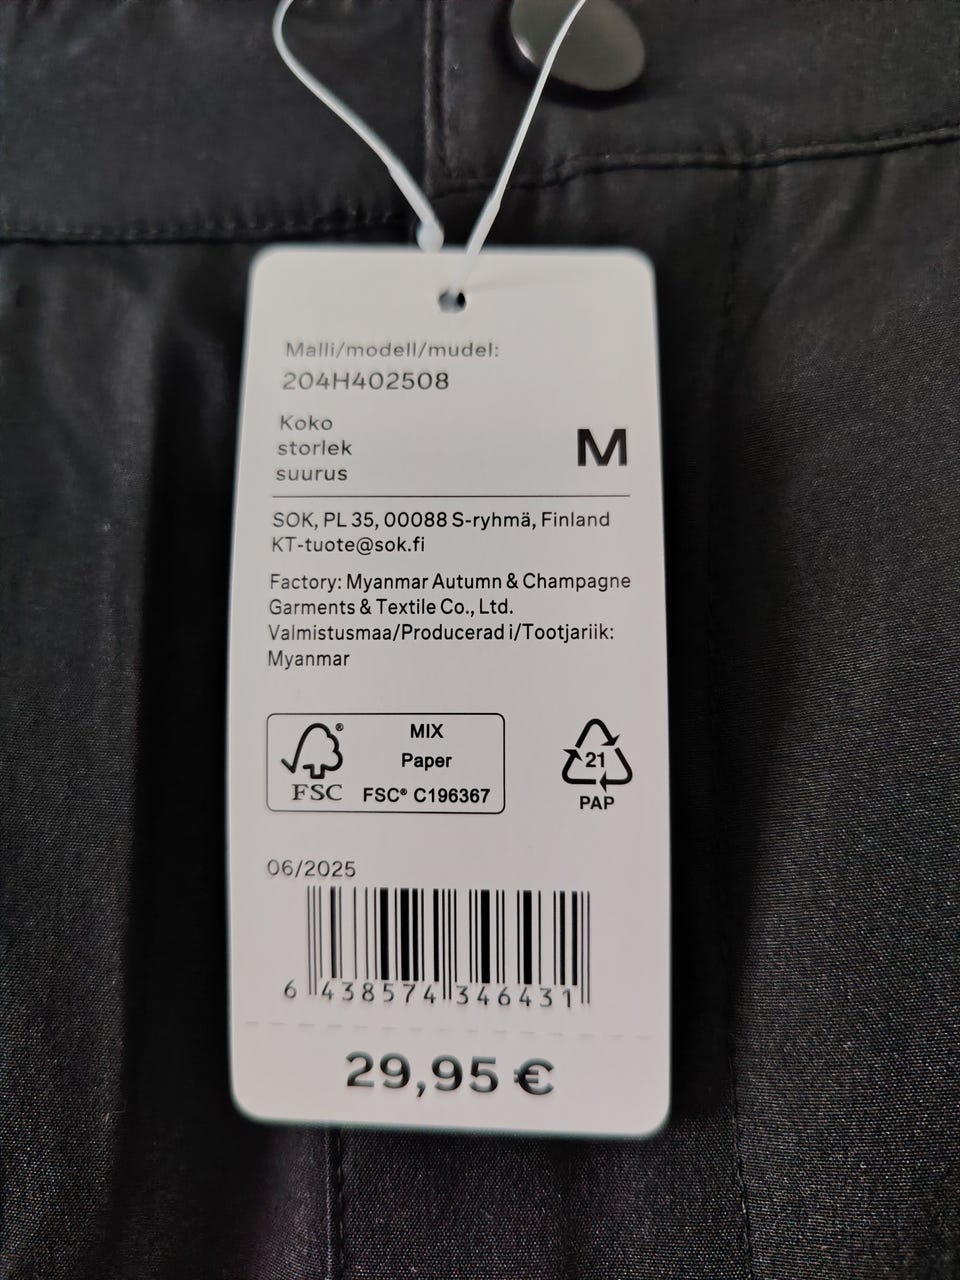 Malli/modell/mudel:
204H402508
Koko
storlek
suurus
M
SOK, PL 35, 00088 S-ryhmä, Finland
KT-tuote@sok.fi
Factory: Myanmar Autumn & Champagne
Garments & Textile Co., Ltd.
Valmistusmaa/Producerad i/Tootjariik:
Myanmar
FSC®
MIX
Paper
FSC® C196367
21
PAP
06/2025
6 438574 346431
29,95 €